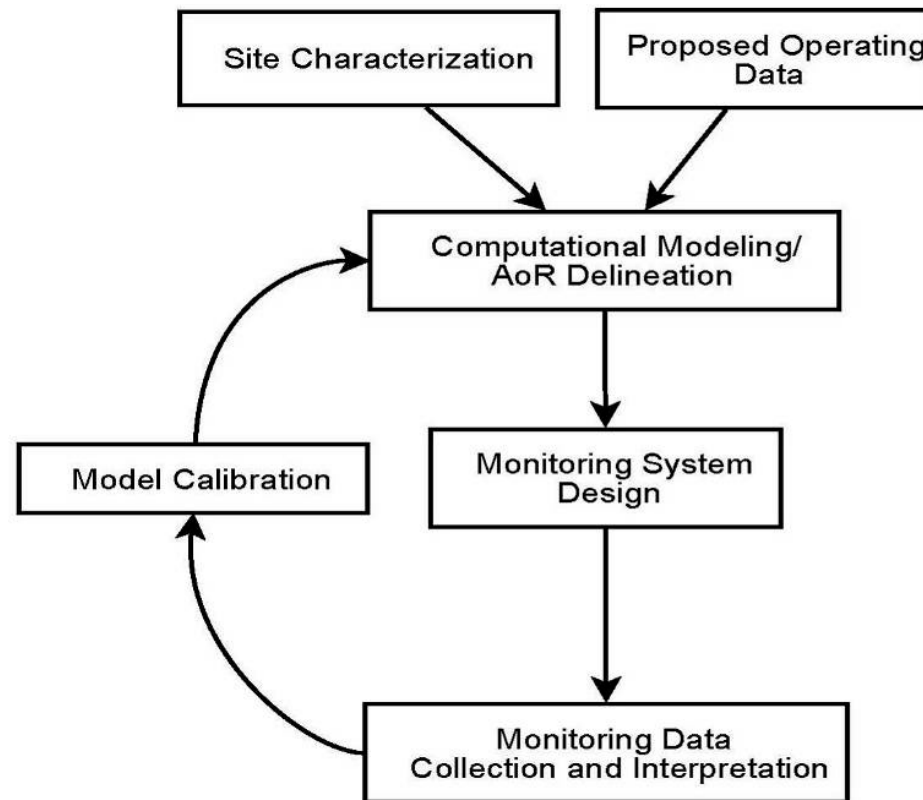 Site Characterization
Proposed Operating
Data
Computational Modeling/
AoR Delineation
Model Calibration
Monitoring System
Design
Monitoring Data
Collection and Interpretation